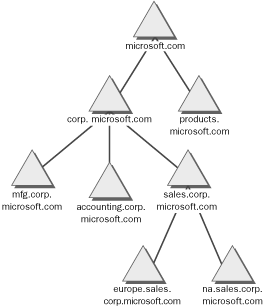 microsoft.com
corp. microsoft.com
products.
microsoft.com
mfg.corp.
microsoft.com
accounting.corp.
microsoft.com
sales.corp.
microsoft.com
europe.sales.
corp.microsoft.com
na.sales.corp.
microsoft.com